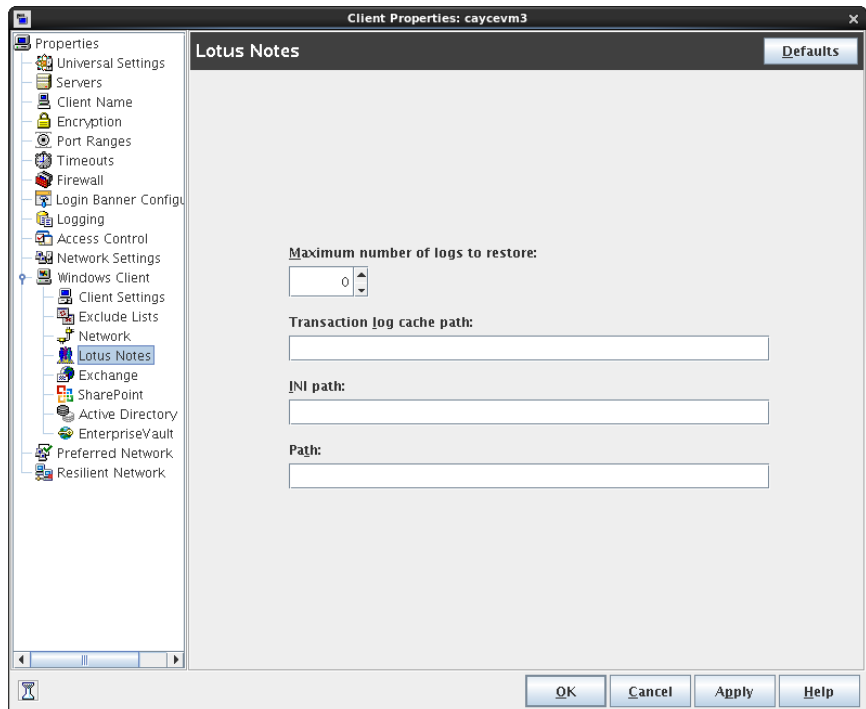 Client Properties: caycevm3
Properties
Universal Settings
Servers
Client Name
Encryption
Port Ranges
Timeouts
Firewall
Login Banner Configu
Logging
Access Control
Network Settings
Windows Client
Client Settings
Exclude Lists
Network
Lotus Notes
Exchange
SharePoint
Active Directory
EnterpriseVault
Preferred Network
Resilient Network
Lotus Notes
Defaults
Maximum number of logs to restore:
0
Transaction log cache path:
INI path:
Path:
OK
Cancel
Apply
Help